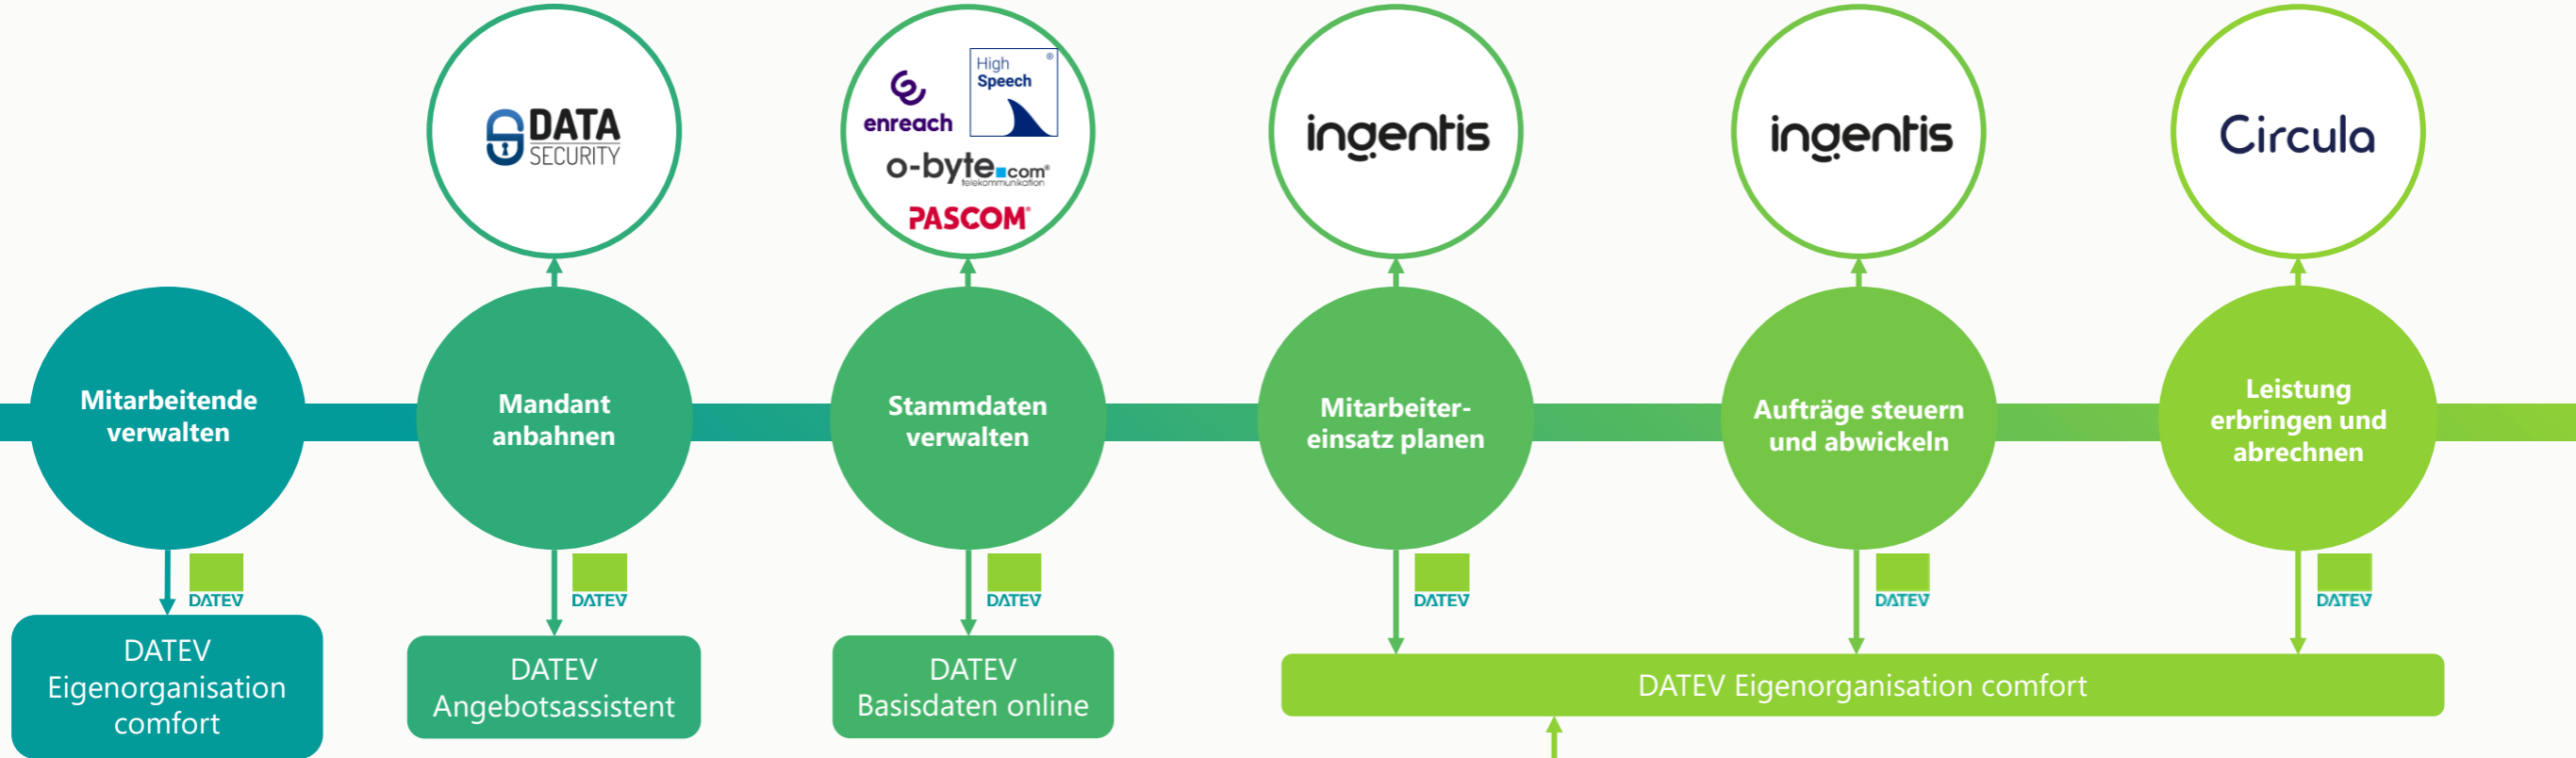 DATA
SECURITY
enreach
High
Speech
®
o-byte.com®
telekommunikation
PASCOM®
ingentis
ingentis
Circula
Mitarbeitende
verwalten
Mandant
anbahnen
Stammdaten
verwalten
Mitarbeiter-
einsatz planen
Aufträge steuern
und abwickeln
Leistung
erbringen und
abrechnen
DATEV
DATEV
DATEV
DATEV
DATEV
DATEV
DATEV
Eigenorganisation
comfort
DATEV
Angebotsassistent
DATEV
Basisdaten online
DATEV Eigenorganisation comfort